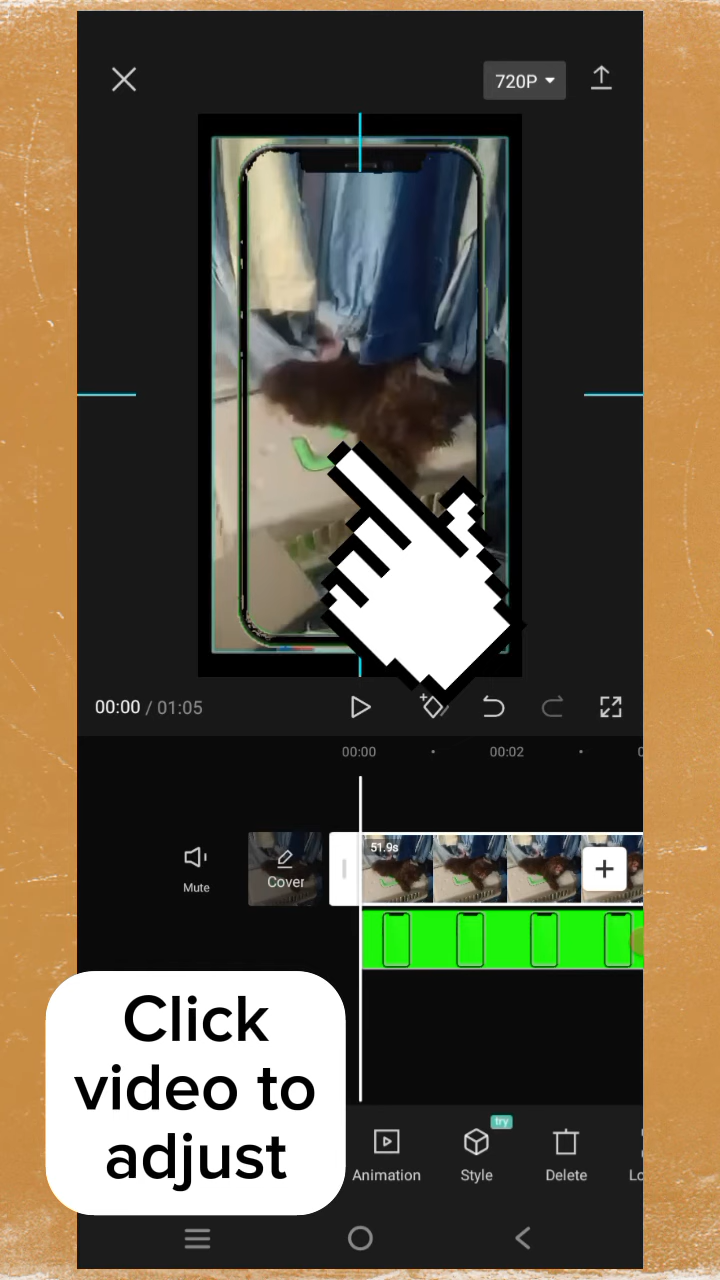 720P
00:00 / 01:05
00:00
00:02
51.9s
Mute
Cover
Click
video to
adjust
try
Animation
Style
Delete